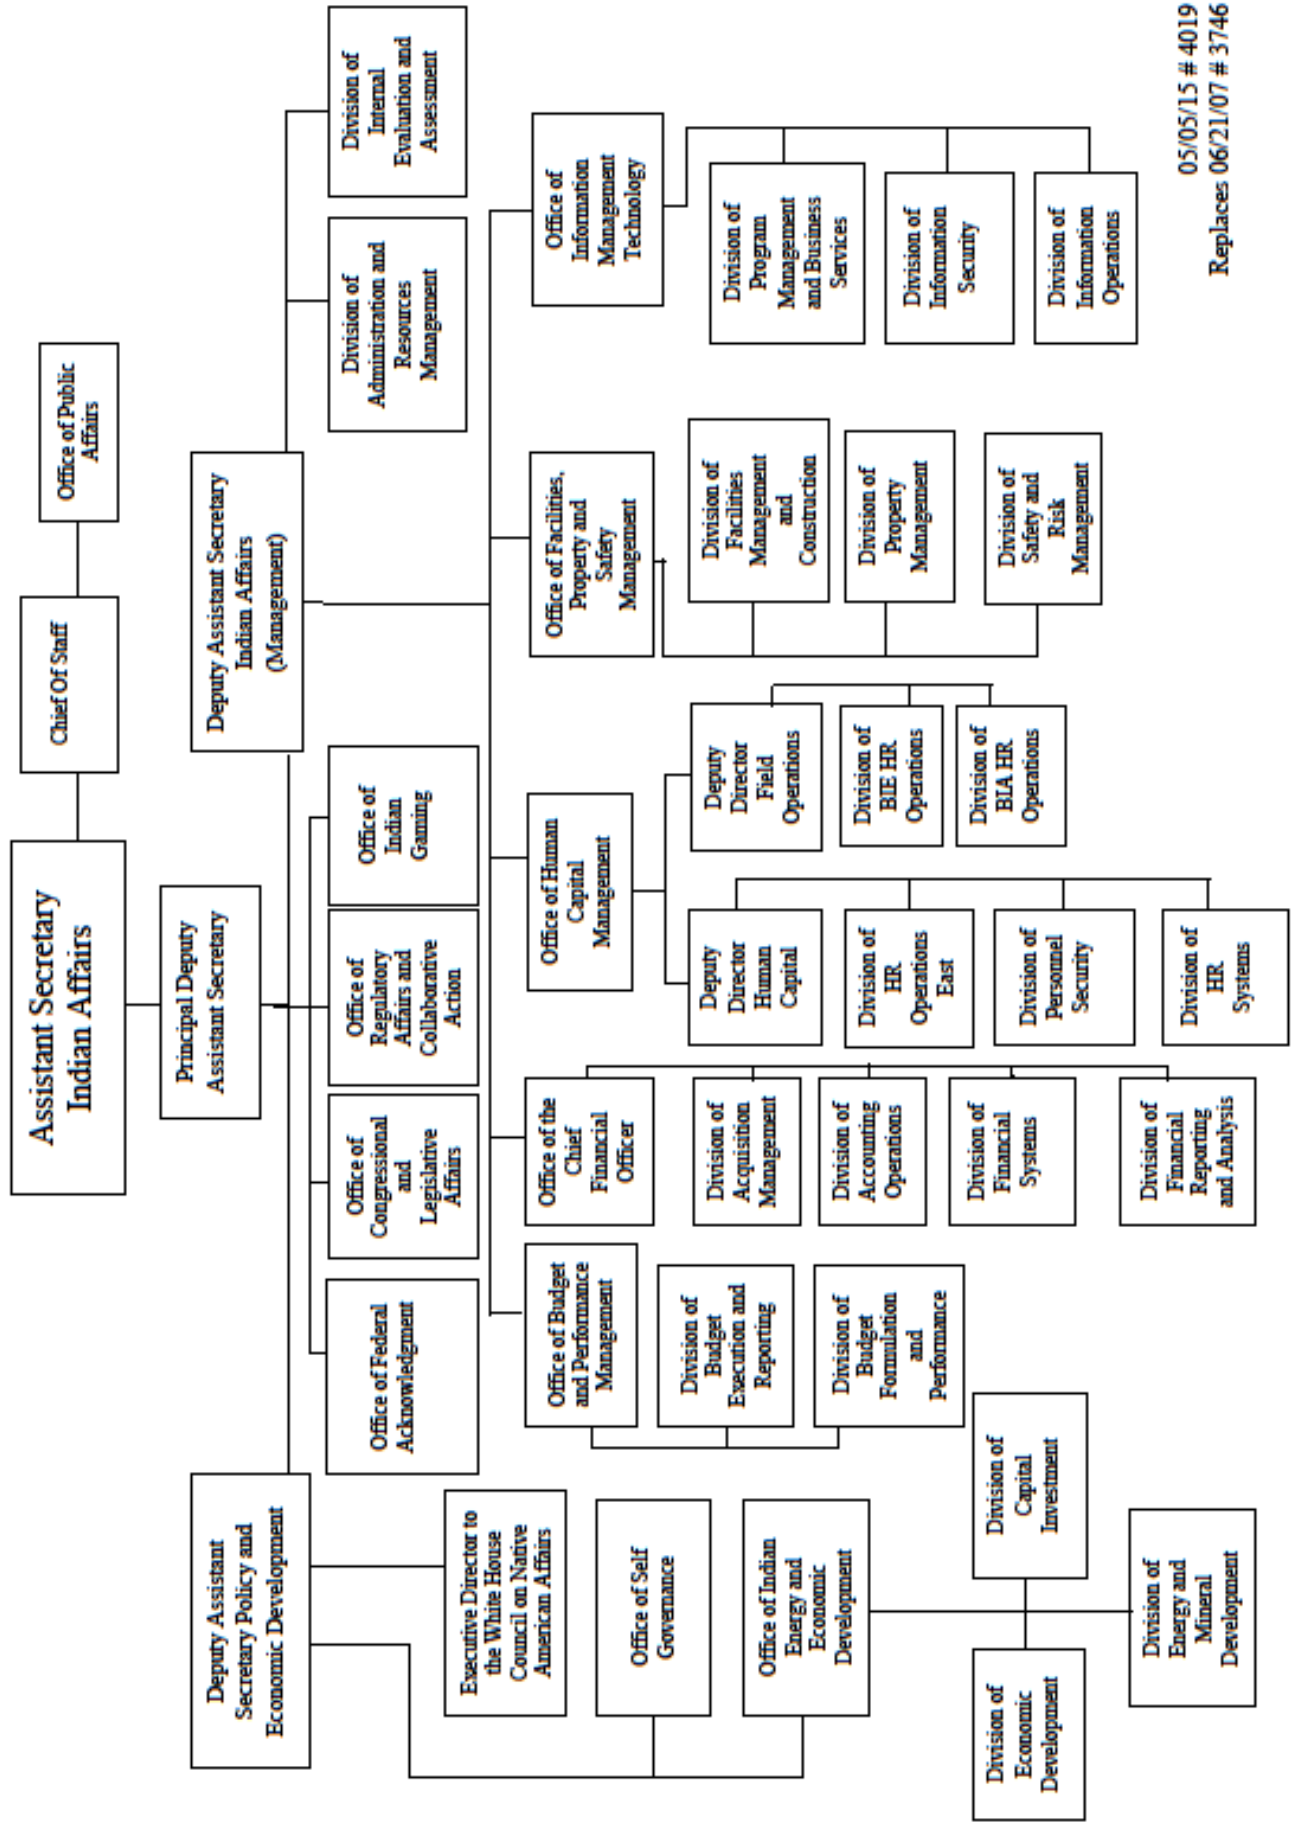 Assistant Secretary
Indian Affairs
Chief Of Staff
Office of Public
Affairs
Principal Deputy
Assistant Secretary
Deputy Assistant
Secretary Policy and
Economic Development
Deputy Assistant Secretary
Indian Affairs
(Management)
Office of Federal
Acknowledgment
Office of
Congressional
and
Legislative
Affairs
Office of
Regulatory
Affairs and
Collaborative
Action
Office of
Indian
Gaming
Division of
Administration and
Resources
Management
Division of
Internal
Evaluation and
Assessment
Executive Director to
the White House
Council on Native
American Affairs
Office of Self
Governance
Office of Indian
Energy and
Economic
Development
Division of
Economic
Development
Division of
Capital
Investment
Division of
Energy and
Mineral
Development
Office of Budget
and Performance
Management
Division of
Budget
Execution and
Reporting
Division of
Budget
Formulation
and
Performance
Office of the
Chief
Financial
Officer
Division of
Acquisition
Management
Division of
Accounting
Operations
Division of
Financial
Systems
Division of
Financial
Reporting
and Analysis
Office of Human
Capital
Management
Deputy
Director
Human
Capital
Division of
HR
Operations
East
Division of
Personnel
Security
Division of
HR
Systems
Deputy
Director
Field
Operations
Division of
BIE HR
Operations
Division of
BIA HR
Operations
Office of Facilities,
Property and
Safety
Management
Division of
Facilities
Management
and
Construction
Division of
Property
Management
Division of
Safety and
Risk
Management
Office of
Information
Management
Technology
Division of
Program
Management
and Business
Services
Division of
Information
Security
Division of
Information
Operations
05/05/15 # 4019
Replaces 06/21/07 # 3746